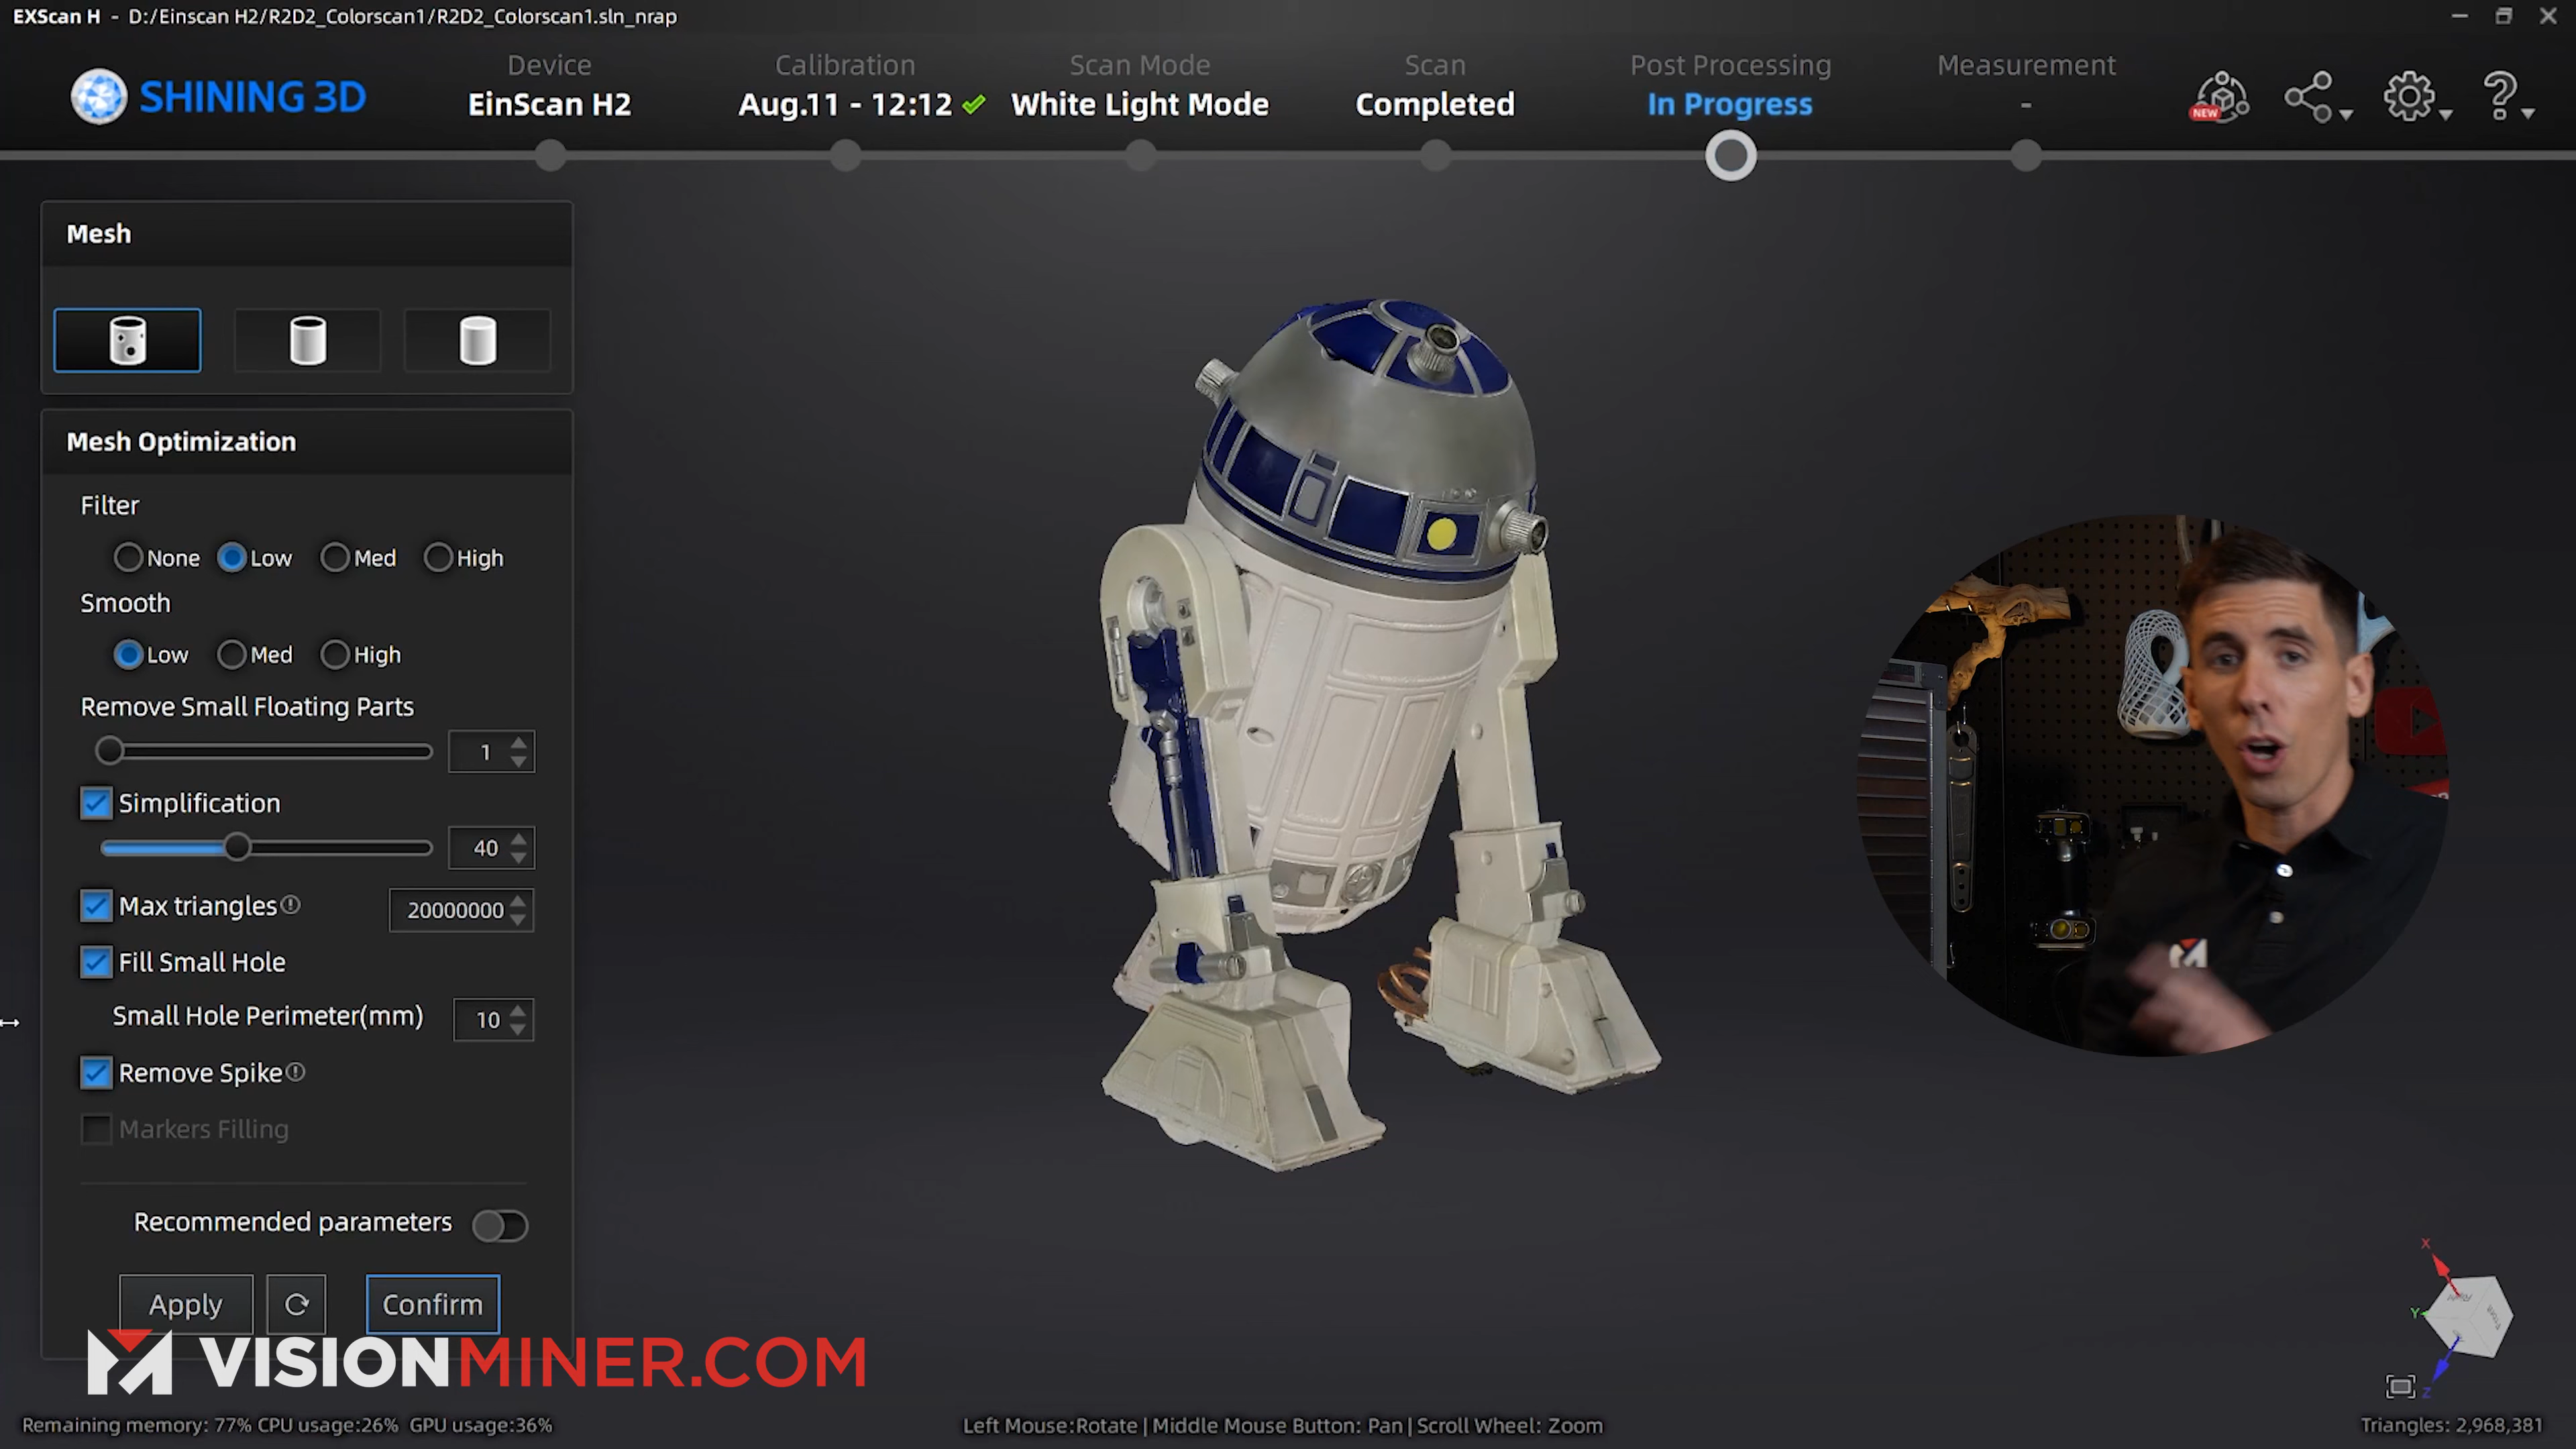 EXScan H - D:/Einscan H2/R2D2_Colorscan1/R2D2_Colorscan1.sln_nrap
SHINING 3D
Device
EinScan H2
Calibration
Aug.11 - 12:12
Scan Mode
White Light Mode
Scan
Completed
Post Processing
In Progress
Measurement
-
NEW
Mesh
Mesh Optimization
Filter
None Low Med High
Smooth
Low Med High
Remove Small Floating Parts
1
Simplification
40
Max triangles 20000000
Fill Small Hole
Small Hole Perimeter(mm) 10
Remove Spike
Markers Filling
Recommended parameters
Apply Confirm
VISIONMINER.COM
X
Y
Z
Remaining memory: 77% CPU usage:26% GPU usage:36%
Left Mouse:Rotate | Middle Mouse Button: Pan | Scroll Wheel: Zoom
Triangles: 2,968,381